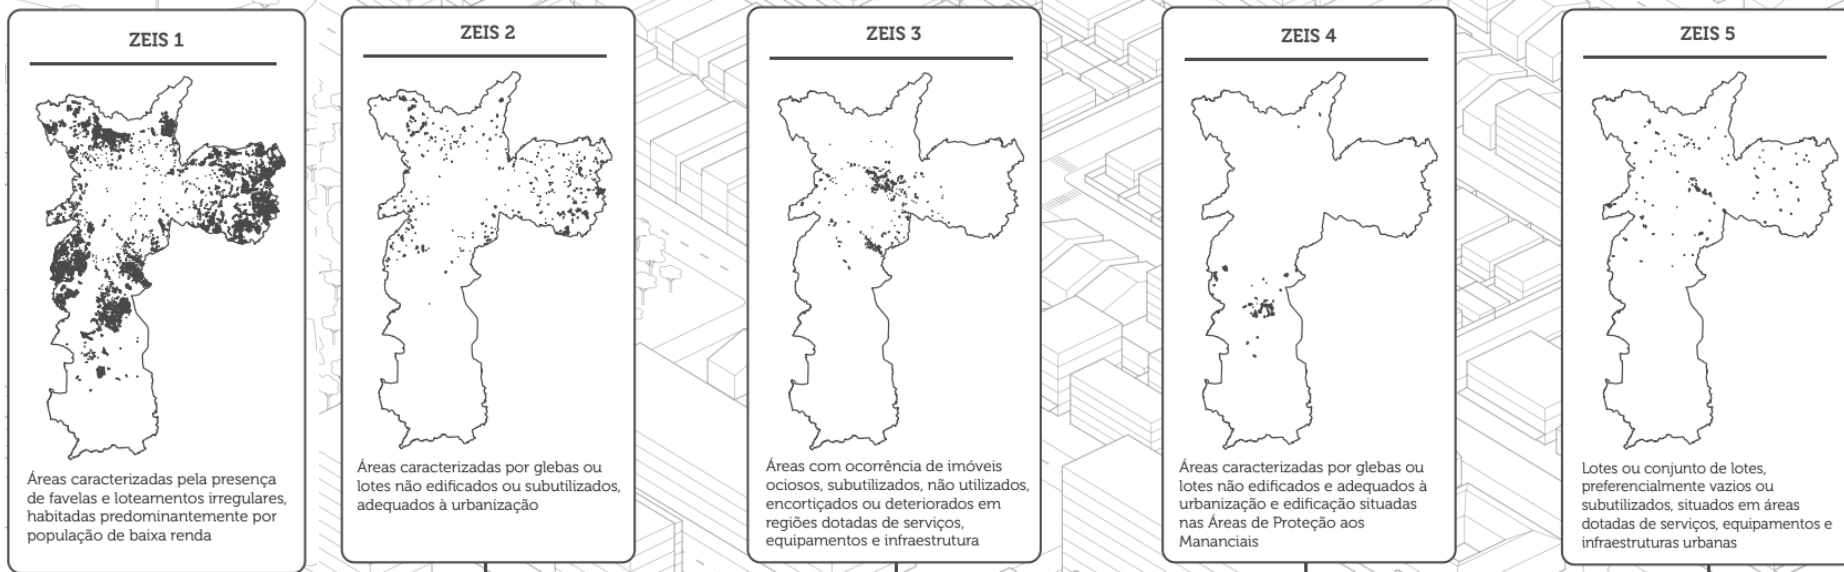 ZEIS 1
Áreas caracterizadas pela presença
de favelas e loteamentos irregulares,
habitadas predominantemente por
população de baixa renda
ZEIS 2
Áreas caracterizadas por glebas ou
lotes não edificados ou subutilizados,
adequados à urbanização
ZEIS 3
Áreas com ocorrência de imóveis
ociosos, subutilizados, não utilizados,
encortiçados ou deteriorados em
regiões dotadas de serviços,
equipamentos e infraestrutura
ZEIS 4
Áreas caracterizadas por glebas ou
lotes não edificados e adequados à
urbanização e edificação situadas
nas Áreas de Proteção aos
Mananciais
ZEIS 5
Lotes ou conjunto de lotes,
preferencialmente vazios ou
subutilizados, situados em áreas
dotadas de serviços, equipamentos e
infraestruturas urbanas